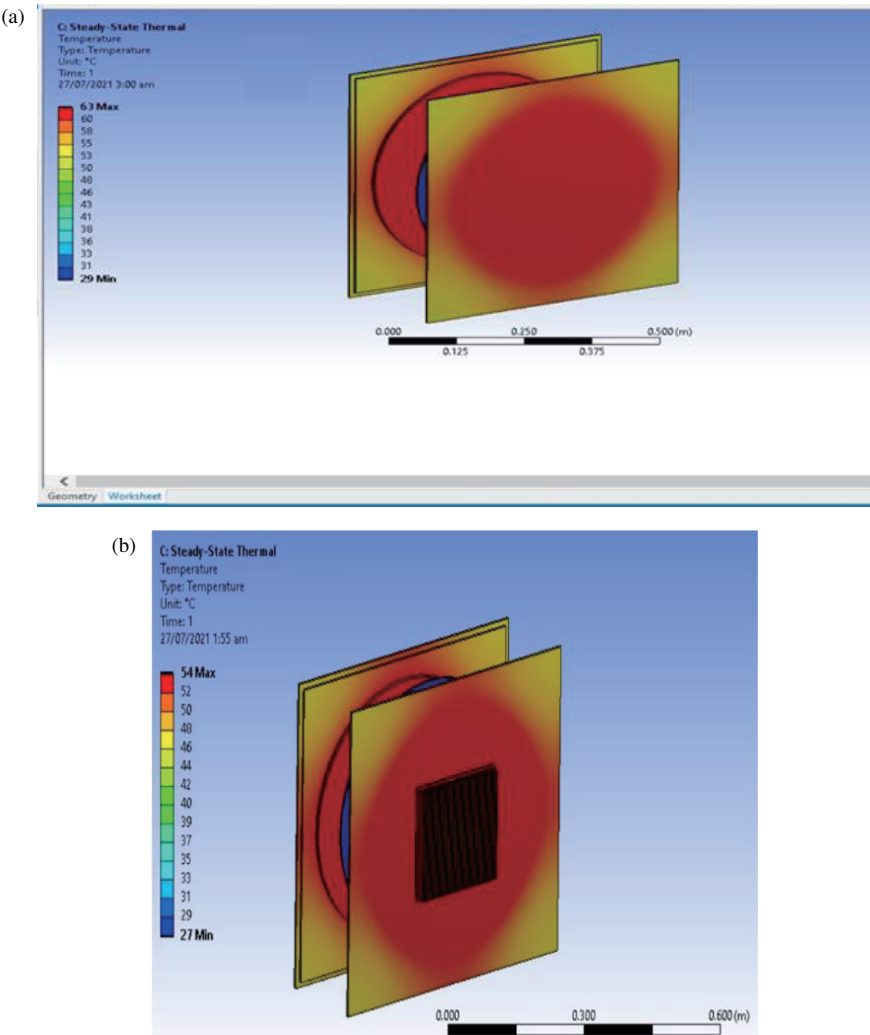 (a)
C: Steady-State Thermal
Temperature
Type: Temperature
Unit: °C
Time: 1
27/07/2021 3:00 am
63 Max
60
58
55
53
50
48
46
43
41
38
36
33
31
29 Min
0.000
0.250
0.500 (m)
0.125
0.375
Geometry
Worksheet
(b)
C: Steady-State Thermal
Temperature
Type: Temperature
Unit: °C
Time: 1
27/07/2021 1:55 am
54 Max
52
50
48
46
44
42
40
39
37
35
33
31
29
27 Min
0.000
0.300
0.600 (m)